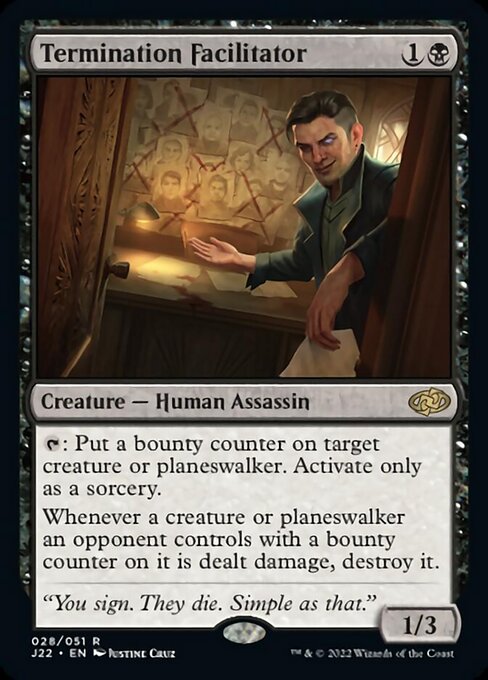 Termination Facilitator 1
Creature — Human Assassin
: Put a bounty counter on target
creature or planeswalker. Activate only
as a sorcery.
Whenever a creature or planeswalker
an opponent controls with a bounty
counter on it is dealt damage, destroy it.
“You sign. They die. Simple as that.”
1/3
028/051 R
J22 • EN Justine Cruz
™ & © 2022 Wizards of the Coast